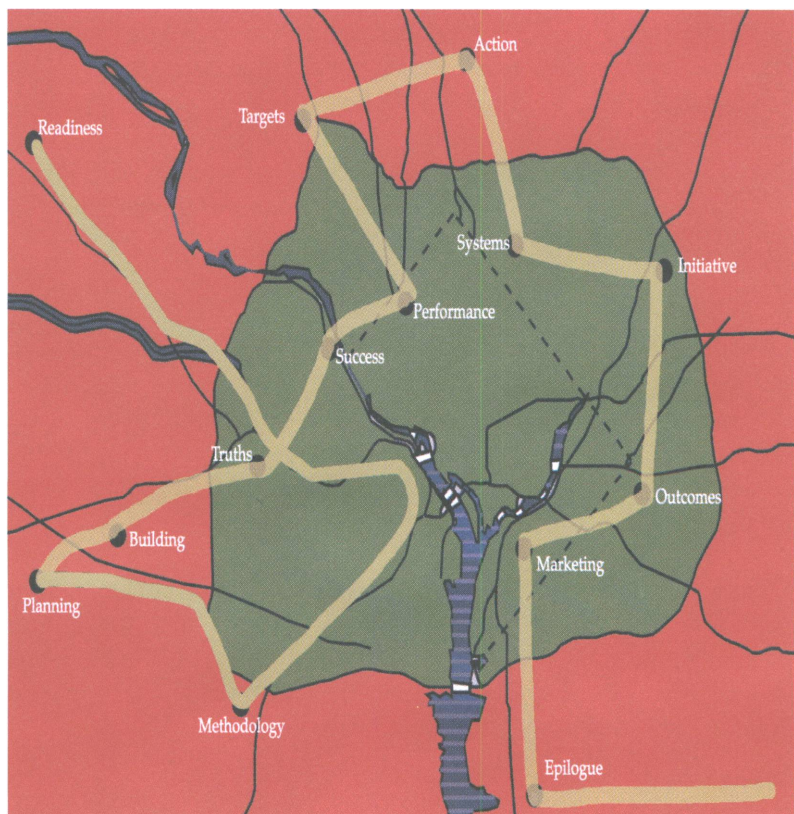 Action
Targets
Readiness
Systems
Initiative
Performance
Success
Truths
Outcomes
Building
Marketing
Planning
Methodology
Epilogue